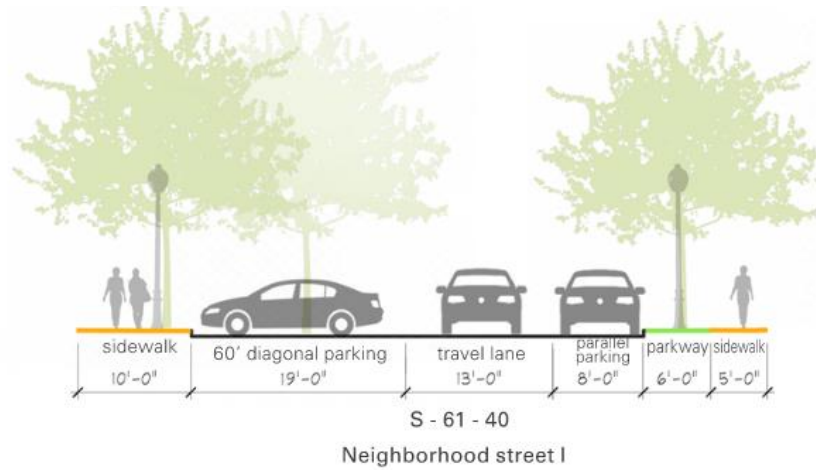 sidewalk 60' diagonal parking travel lane parallel parking parkway sidewalk
10'-0" 19'-0" 13'-0" 8'-0" 6'-0" 5'-0"
S - 61 - 40
Neighborhood street I